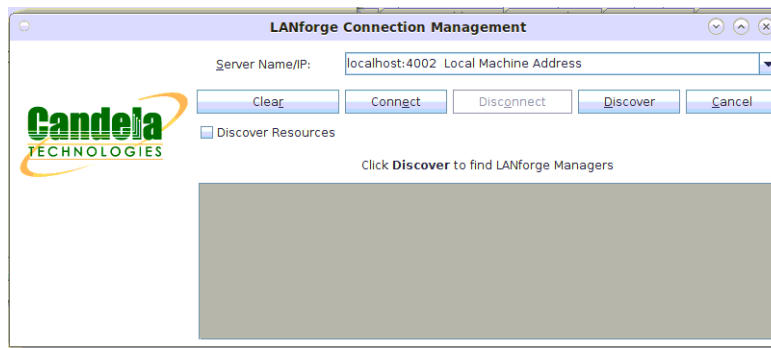 LANforge Connection Management
Server Name/IP: localhost:4002 Local Machine Address
Clear Connect Disconnect Discover Cancel
Discover Resources
Candela
TECHNOLOGIES
Click Discover to find LANforge Managers